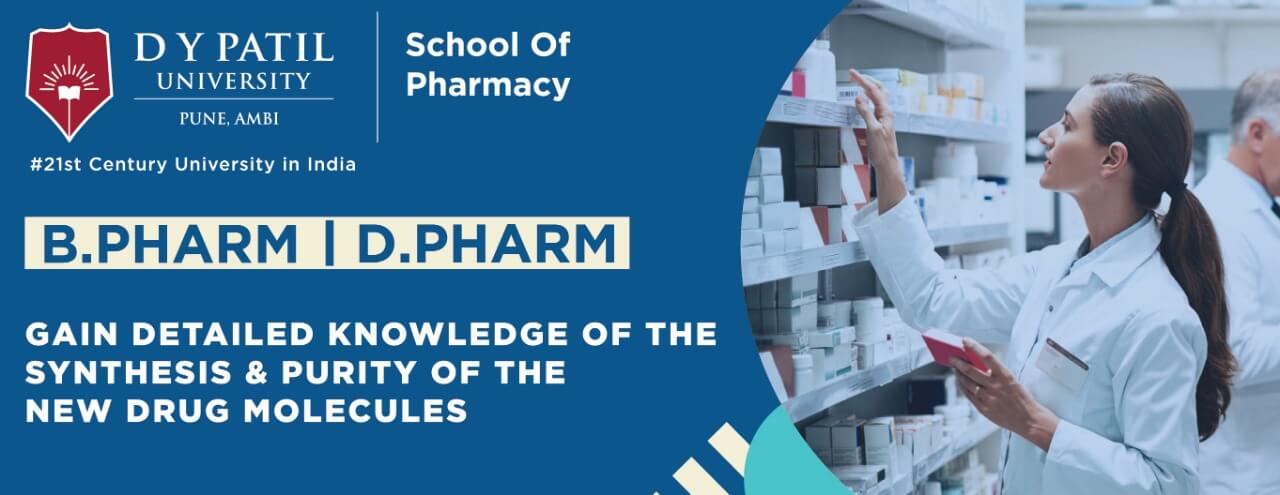 D Y PATIL
UNIVERSITY
PUNE, AMBI
School Of
Pharmacy
#21st Century University in India
B.PHARM | D.PHARM
GAIN DETAILED KNOWLEDGE OF THE
SYNTHESIS & PURITY OF THE
NEW DRUG MOLECULES